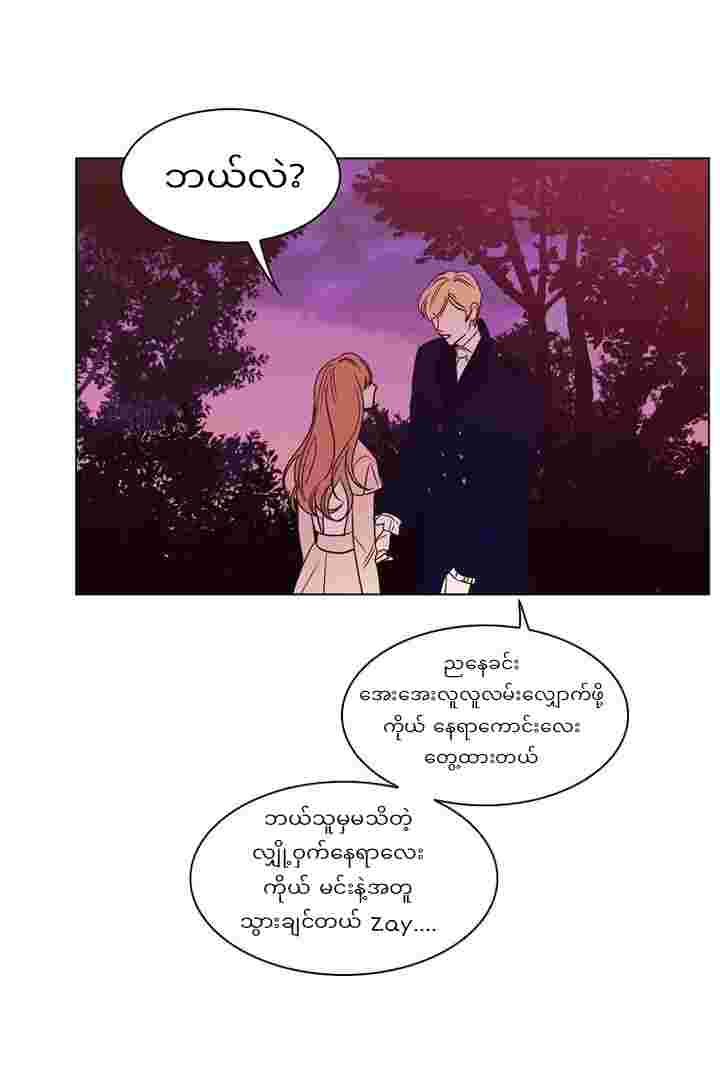 ဘယ်လဲ?
ညနေခင်း
အေးအေးလူလူလမ်းလျှောက်ဖို့
ကိုယ် နေရာကောင်းလေး
တွေ့ထားတယ်
ဘယ်သူမှမသိတဲ့
လျှို့ဝှက်နေရာလေး
ကိုယ် မင်းနဲ့အတူ
သွားချင်တယ် Zay....